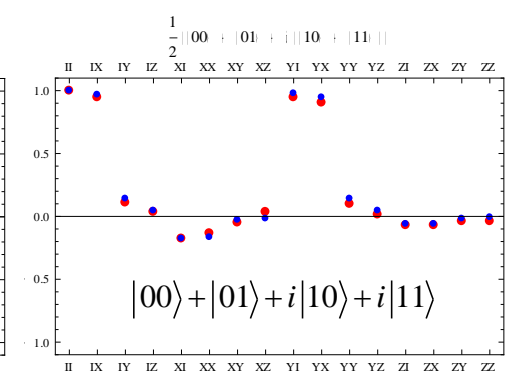 1/2 ||00⟩ + |01⟩ + i|10⟩ + |11⟩||
II IX IY IZ XI XX XY XZ YI YX YY YZ ZI ZX ZY ZZ
1.0
0.5
0.0
0.5
|00⟩+|01⟩+i|10⟩+i|11⟩
1.0
II IX IY IZ XI XX XY XZ YI YX YY YZ ZI ZX ZY ZZ